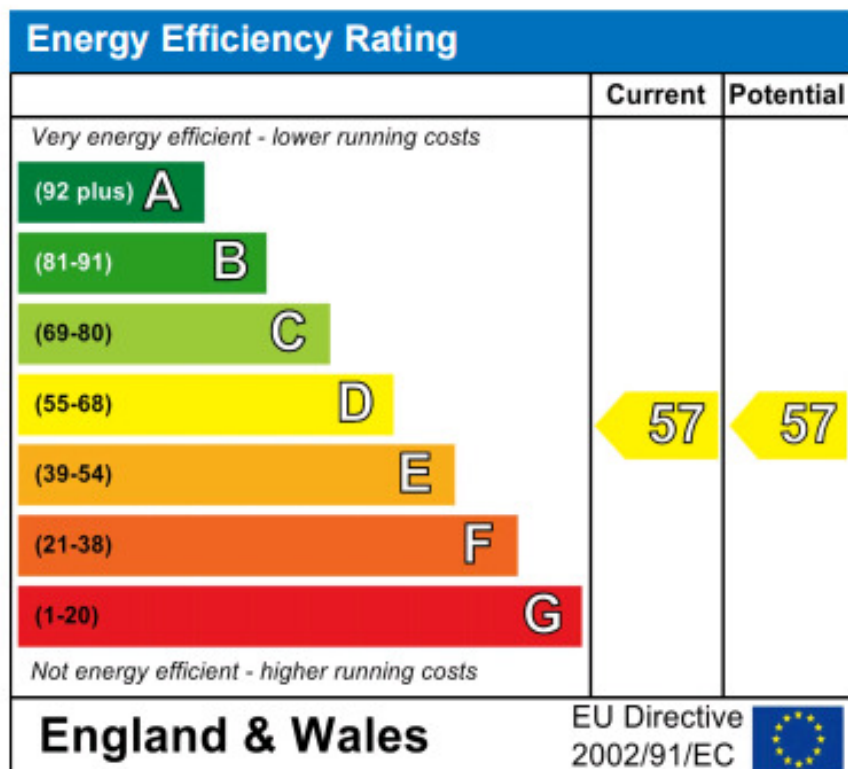 Energy Efficiency Rating
Current Potential
Very energy efficient - lower running costs
(92 plus) A
(81-91) B
(69-80) C
(55-68) D
57 57
(39-54) E
(21-38) F
(1-20) G
Not energy efficient - higher running costs
England & Wales
EU Directive
2002/91/EC